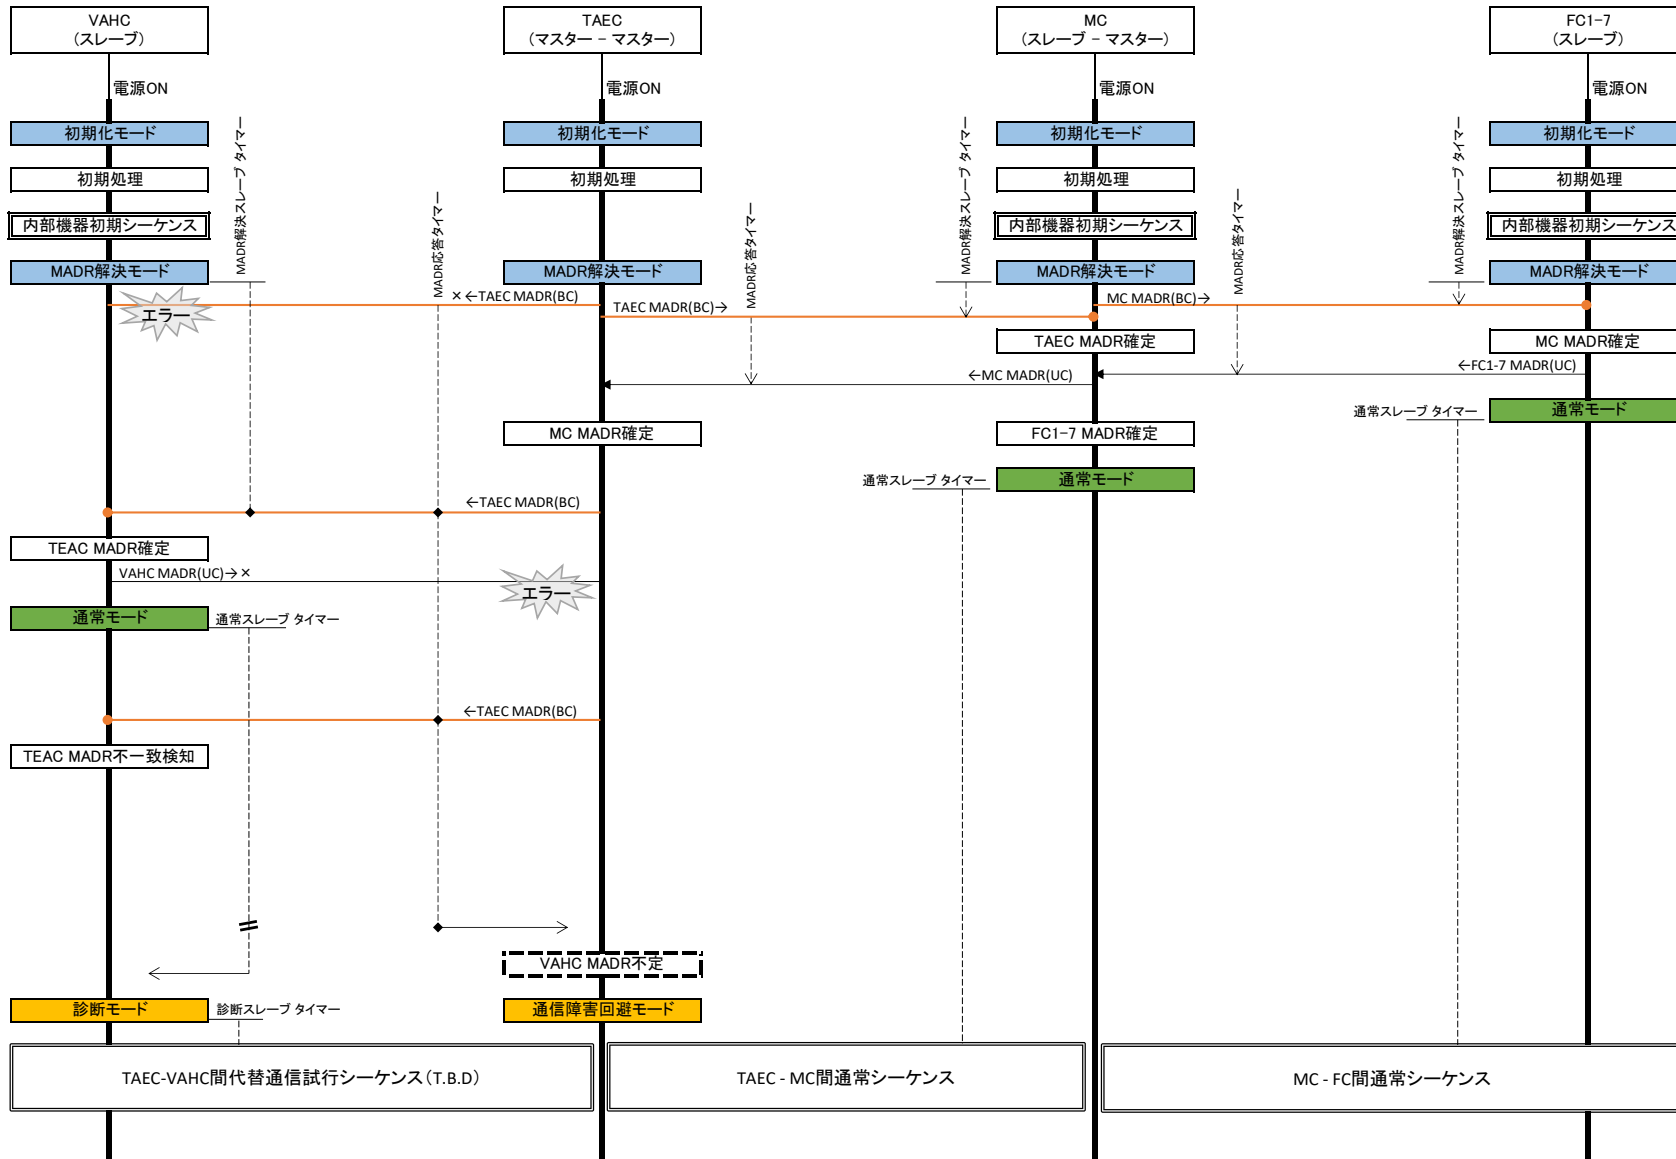 VAHC
(スレーブ)
TAEC
(マスター - マスター)
MC
(スレーブ - マスター)
FC1-7
(スレーブ)
電源ON
電源ON
電源ON
電源ON
初期化モード
初期化モード
初期化モード
初期化モード
MADR解決スレーブ タイマー
MADR応答タイマー
MADR応答タイマー
MADR解決スレーブ タイマー
MADR応答タイマー
MADR解決スレーブ タイマー
初期処理
初期処理
初期処理
初期処理
内部機器初期シーケンス
内部機器初期シーケンス
内部機器初期シーケンス
MADR解決モード
MADR解決モード
MADR解決モード
MADR解決モード
×←TAEC MADR(BC)
TAEC MADR(BC)→
MC MADR(BC)→
エラー
TAEC MADR確定
MC MADR確定
←MC MADR(UC)
←FC1-7 MADR(UC)
通常スレーブ タイマー
通常モード
MC MADR確定
FC1-7 MADR確定
通常スレーブ タイマー
通常モード
←TAEC MADR(BC)
TEAC MADR確定
VAHC MADR(UC)→×
エラー
通常モード
通常スレーブ タイマー
←TAEC MADR(BC)
TEAC MADR不一致検知
VAHC MADR不定
診断モード
診断スレーブ タイマー
通信障害回避モード
TAEC-VAHC間代替通信試行シーケンス(T.B.D)
TAEC - MC間通常シーケンス
MC - FC間通常シーケンス